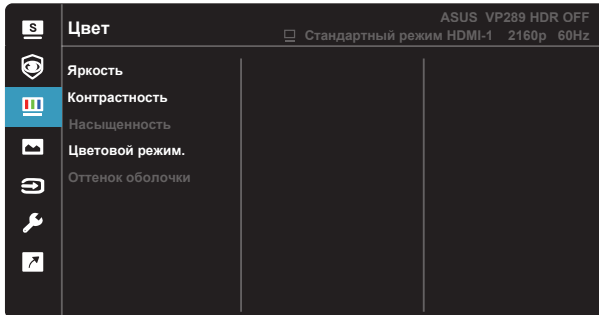 S
Цвет
ASUS VP289 HDR OFF
Стандартный режим HDMI-1 2160p 60Hz
Яркость
Контрастность
Насыщенность
Цветовой режим.
Оттенок оболочки